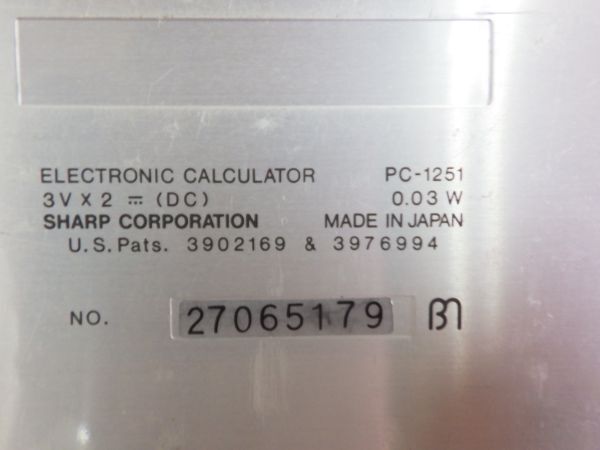 ELECTRONIC CALCULATOR PC-1251
3V X 2 ⎓ (DC) 0.03 W
SHARP CORPORATION MADE IN JAPAN
U.S. Pats. 3902169 & 3976994
NO. 27065179